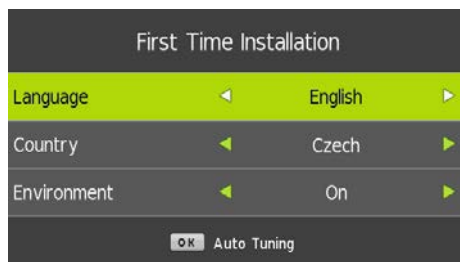 First Time Installation
Language English
Country Czech
Environment On
OK Auto Tuning